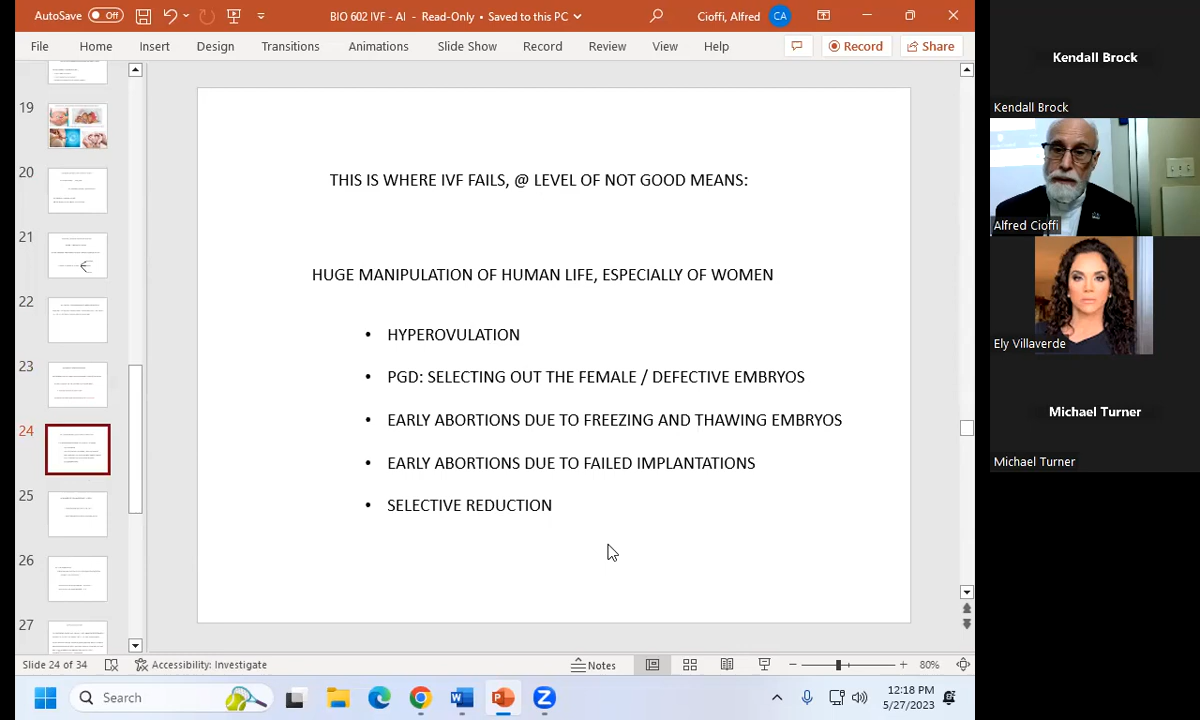 AutoSave Off
BIO 602 IVF - AI - Read-Only • Saved to this PC
Cioffi, Alfred CA
File Home Insert Design Transitions Animations Slide Show Record Review View Help Record Share
19
20
21
22
23
24
25
26
27
THIS IS WHERE IVF FAILS, @ LEVEL OF NOT GOOD MEANS:
HUGE MANIPULATION OF HUMAN LIFE, ESPECIALLY OF WOMEN
• HYPEROVULATION
• PGD: SELECTING OUT THE FEMALE / DEFECTIVE EMBRYOS
• EARLY ABORTIONS DUE TO FREEZING AND THAWING EMBRYOS
• EARLY ABORTIONS DUE TO FAILED IMPLANTATIONS
• SELECTIVE REDUCTION
Kendall Brock
Kendall Brock
Alfred Cioffi
Ely Villaverde
Michael Turner
Michael Turner
Slide 24 of 34 Accessibility: Investigate Notes 80%
Search
12:18 PM
5/27/2023